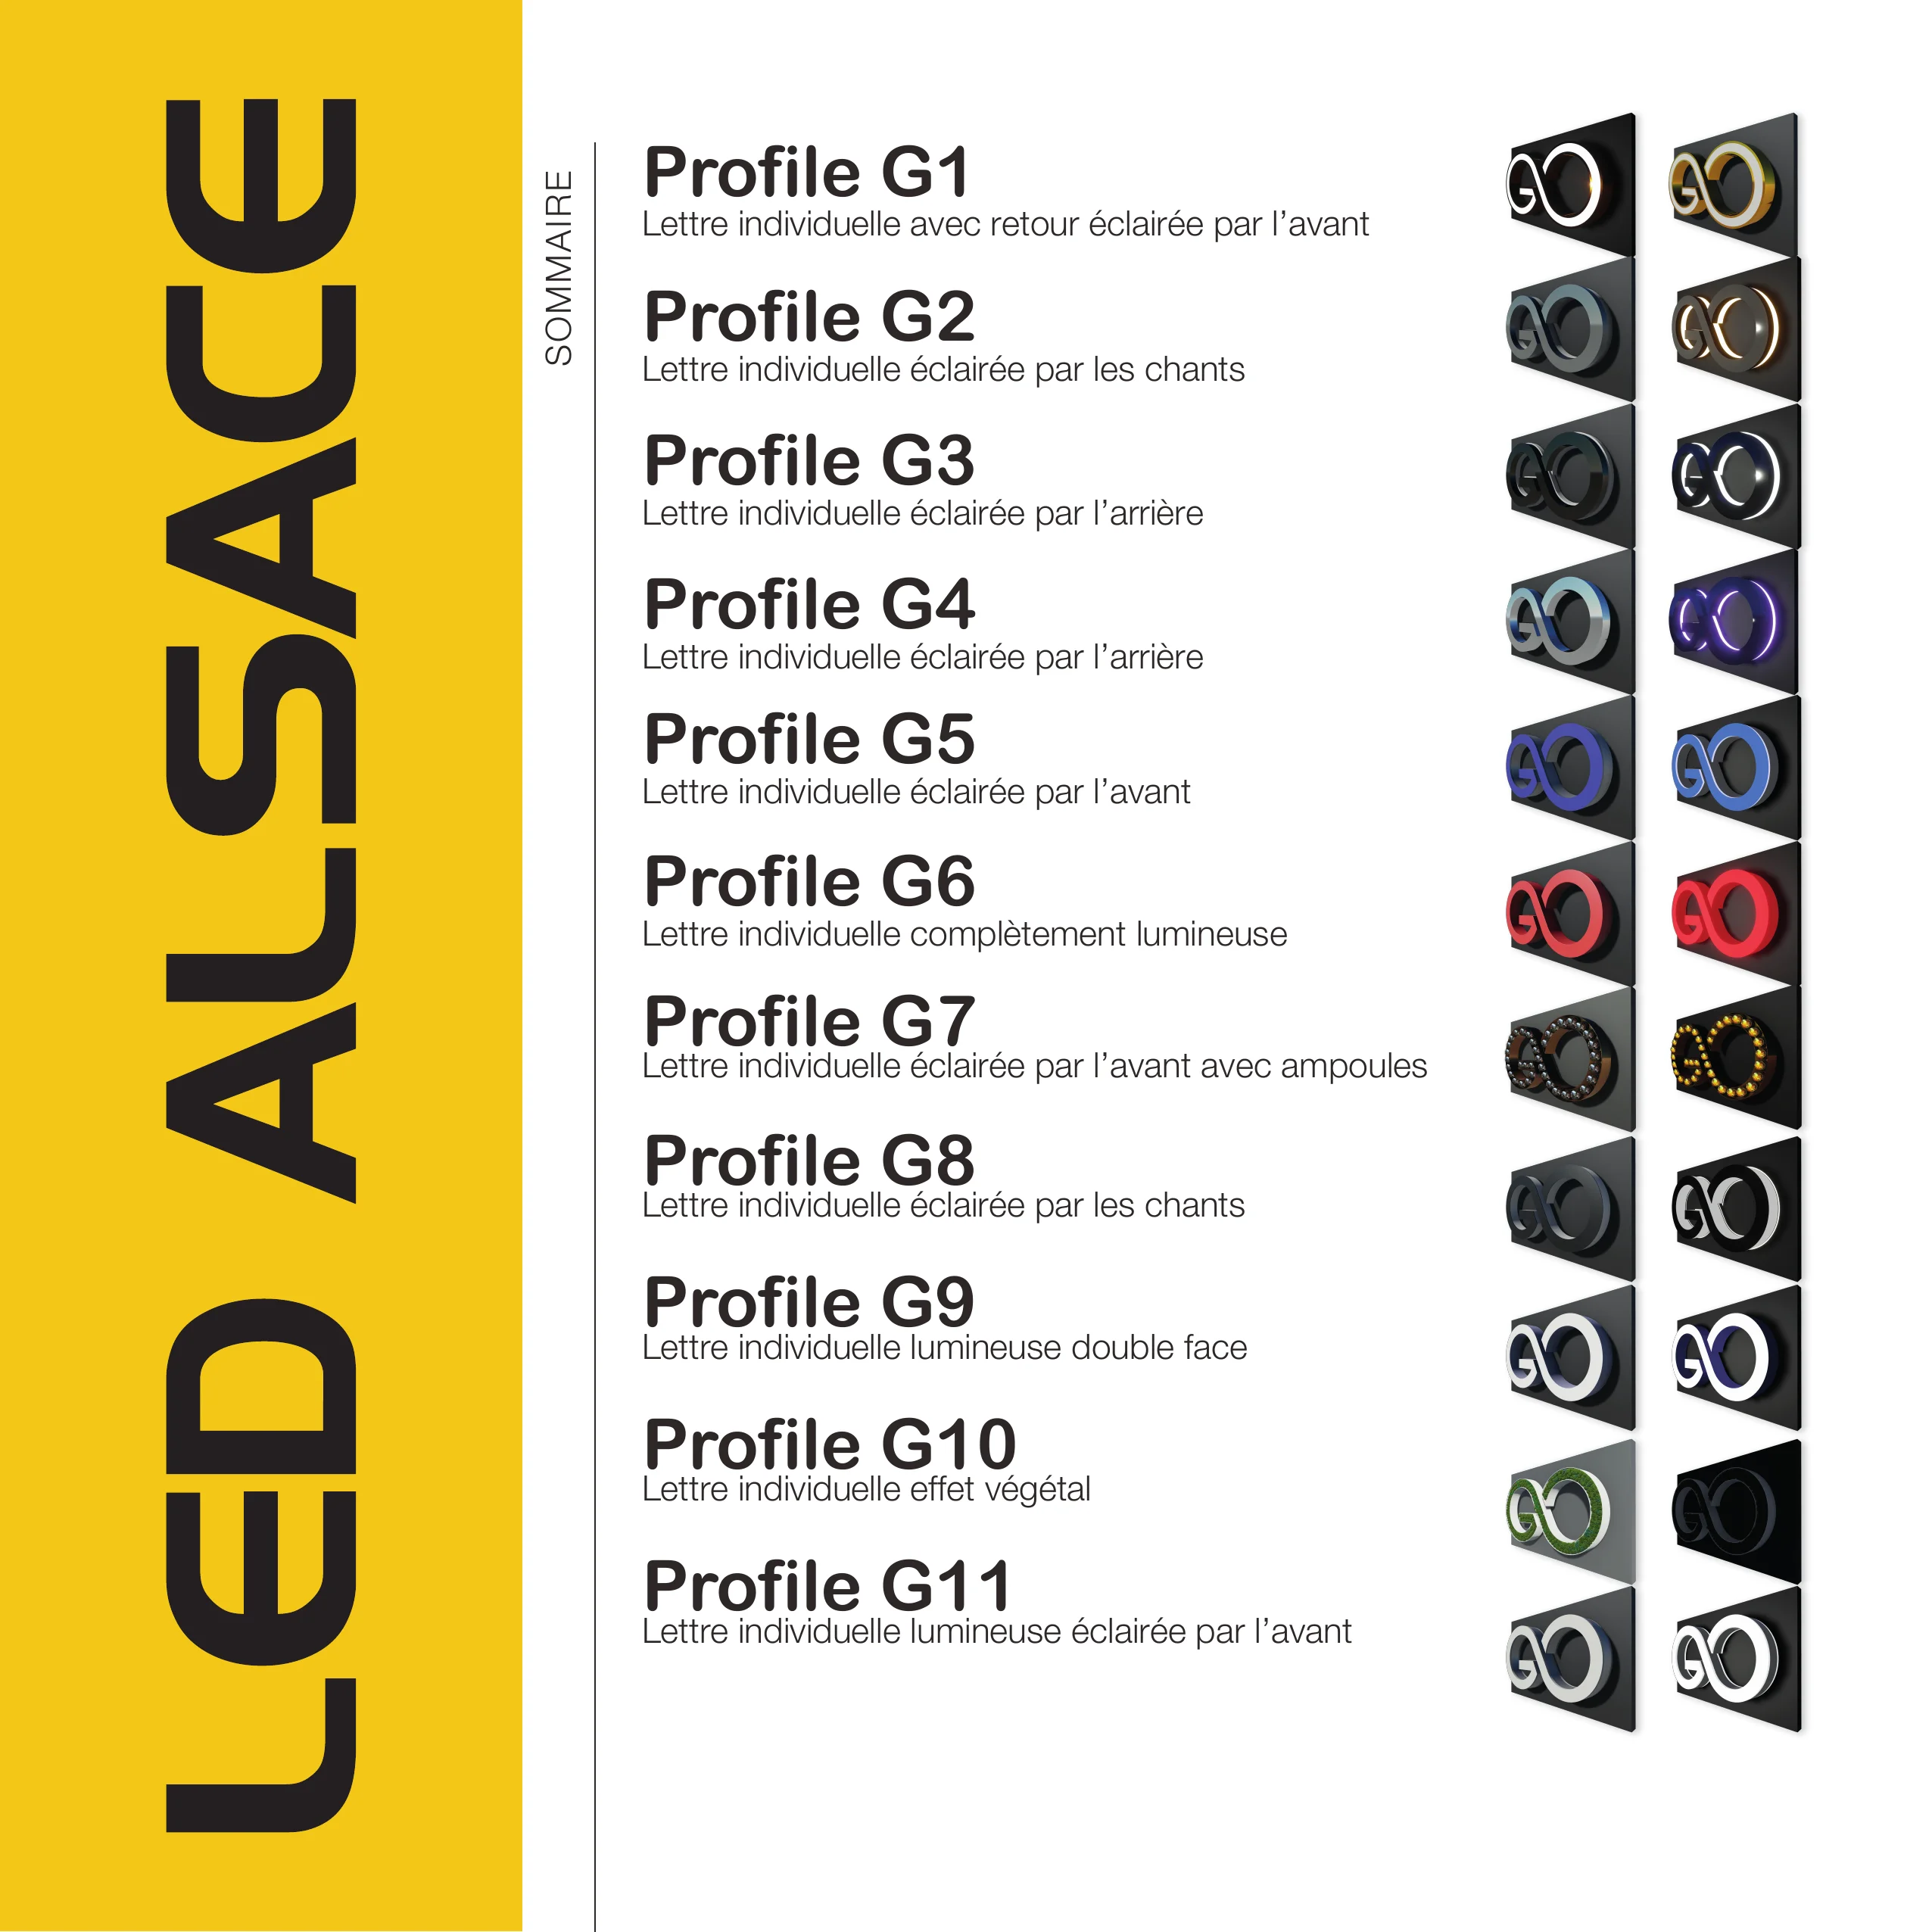 LED ALSACE
SOMMAIRE
Profile G1
Lettre individuelle avec retour éclairée par l’avant
Profile G2
Lettre individuelle éclairée par les chants
Profile G3
Lettre individuelle éclairée par l’arrière
Profile G4
Lettre individuelle éclairée par l’arrière
Profile G5
Lettre individuelle éclairée par l’avant
Profile G6
Lettre individuelle complètement lumineuse
Profile G7
Lettre individuelle éclairée par l’avant avec ampoules
Profile G8
Lettre individuelle éclairée par les chants
Profile G9
Lettre individuelle lumineuse double face
Profile G10
Lettre individuelle effet végétal
Profile G11
Lettre individuelle lumineuse éclairée par l’avant